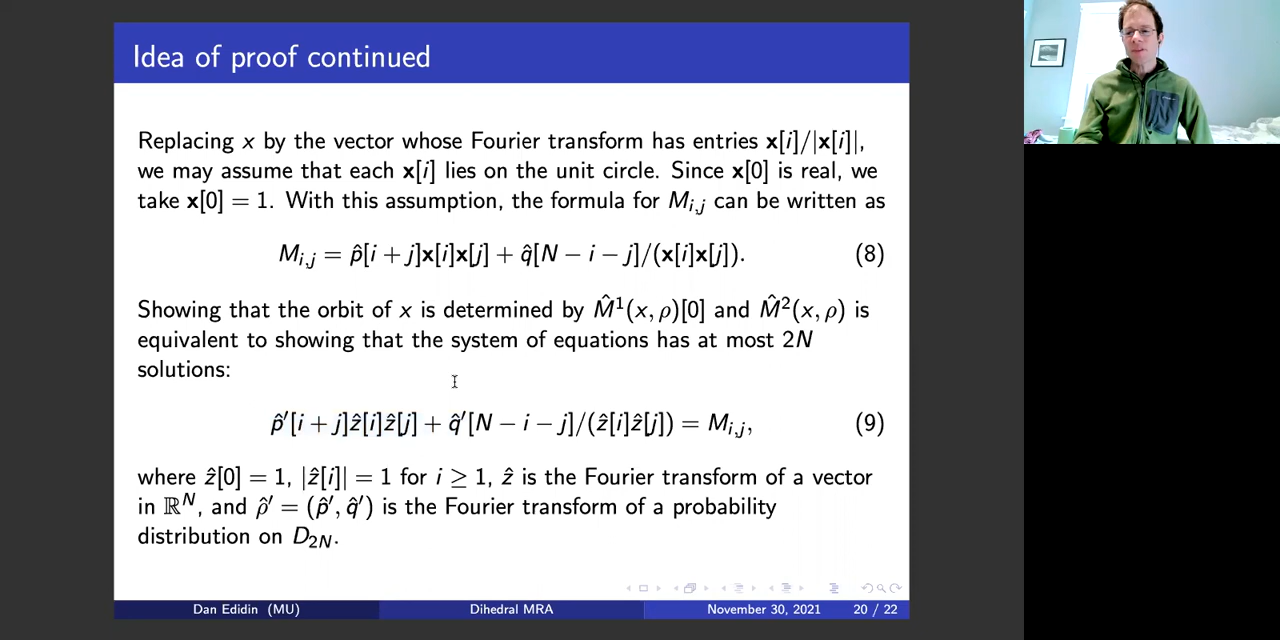 Idea of proof continued
Replacing x by the vector whose Fourier transform has entries x[i]/|x[i]|,
we may assume that each x[i] lies on the unit circle. Since x[0] is real, we
take x[0] = 1. With this assumption, the formula for M_{i,j} can be written as
M_{i,j} = p̂[i + j]x[i]x[j] + q̂[N − i − j]/(x[i]x[j]). (8)
Showing that the orbit of x is determined by M̂¹(x, ρ)[0] and M̂²(x, ρ) is
equivalent to showing that the system of equations has at most 2N
solutions:
p̂′[i + j]ẑ[i]ẑ[j] + q̂′[N − i − j]/(ẑ[i]ẑ[j]) = M_{i,j}, (9)
where ẑ[0] = 1, |ẑ[i]| = 1 for i ≥ 1, ẑ is the Fourier transform of a vector
in ℝᴺ, and ρ̂′ = (p̂′, q̂′) is the Fourier transform of a probability
distribution on D_{2N}.
Dan Edidin (MU) Dihedral MRA November 30, 2021 20 / 22